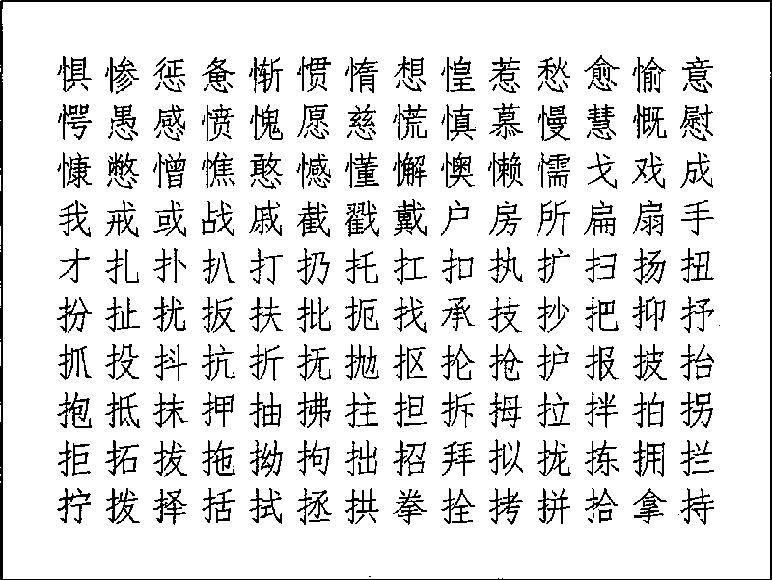 惧惨惩惫惭惯惰想惶惹愁愈愉意
愕愚感愤愧愿慈慌慎慕慢慧慨慰
慷憋憎憔憨憾懂懈懊懒懦戈戏成
我戒或战戚截戳戴户房所扁扇手
才扎扑扒打扔托扛扣执扩扫扬扭
扮扯扰扳扶批扼找承技抄把抑抒
抓投抖抗折抚抛抠抡抢护报披抬
抱抵抹押抽拂拄担拆拇拉拌拍拐
拒拓拔拖拗拘拙招拜拟拢拣拥拦
拧拨择括拭拯拱拳拴拷拼拾拿持